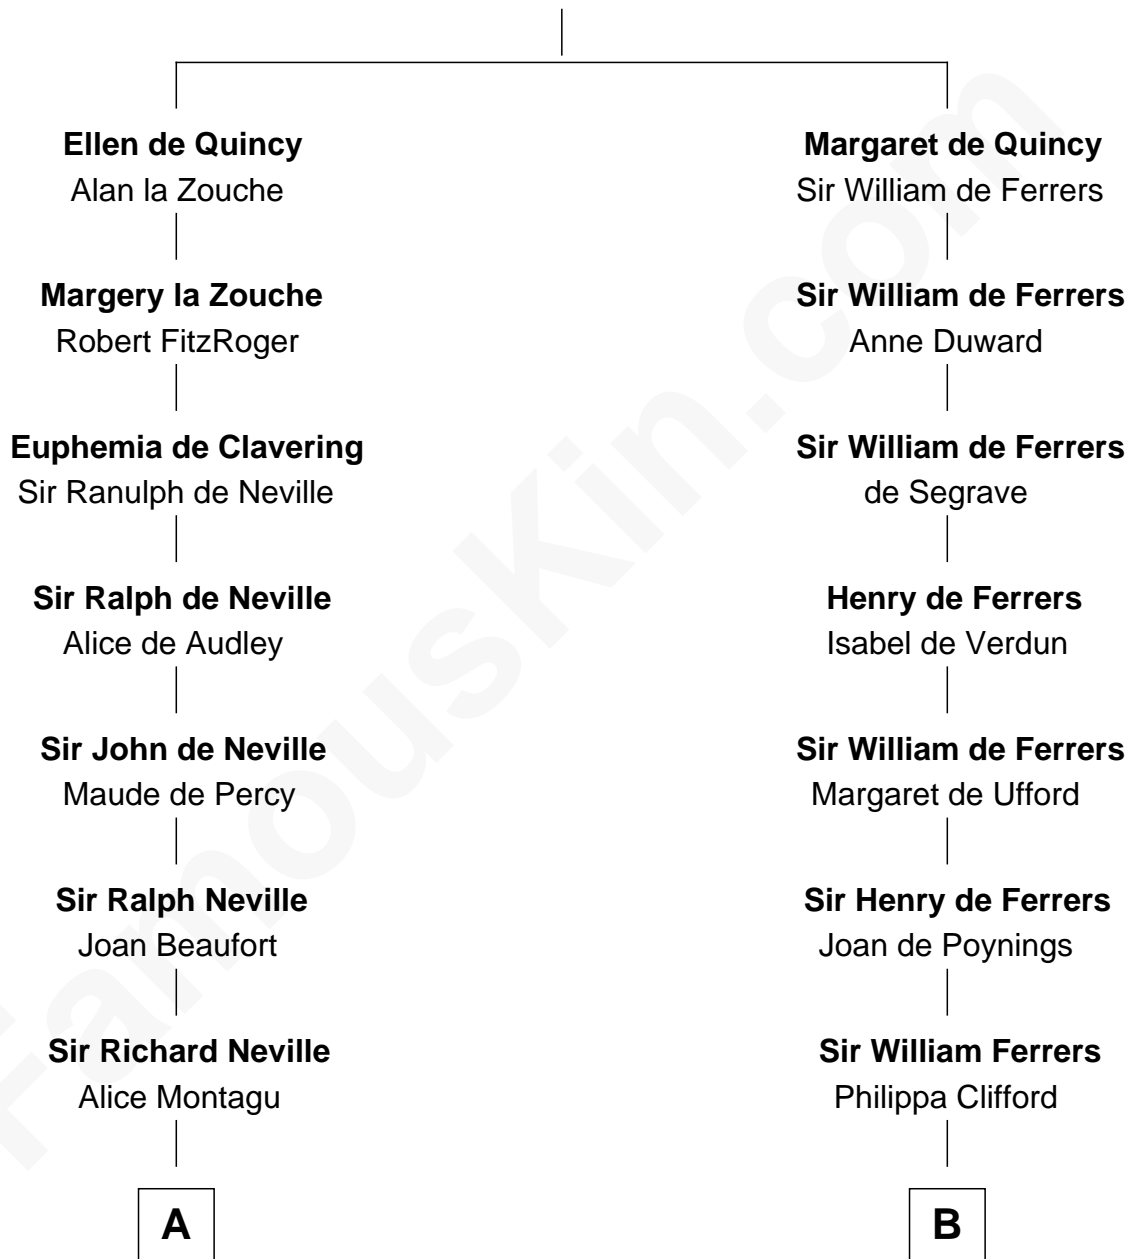 Ellen de Quincy
Alan la Zouche
Margaret de Quincy
Sir William de Ferrers
Margery la Zouche
Robert FitzRoger
Sir William de Ferrers
Anne Duward
Euphemia de Clavering
Sir Ranulph de Neville
Sir William de Ferrers
de Segrave
Sir Ralph de Neville
Alice de Audley
Henry de Ferrers
Isabel de Verdun
Sir John de Neville
Maude de Percy
Sir William de Ferrers
Margaret de Ufford
Sir Ralph Neville
Joan Beaufort
Sir Henry de Ferrers
Joan de Poynings
Sir Richard Neville
Alice Montagu
Sir William Ferrers
Philippa Clifford
A
B
FamousKin.com